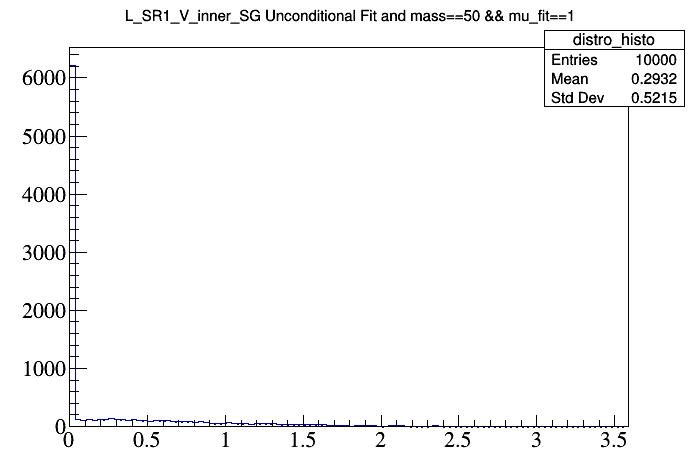 L_SR1_V_inner_SG Unconditional Fit and mass==50 && mu_fit==1
distro_histo
Entries 10000
Mean 0.2932
Std Dev 0.5215
6000
5000
4000
3000
2000
1000
0
0 0.5 1 1.5 2 2.5 3 3.5